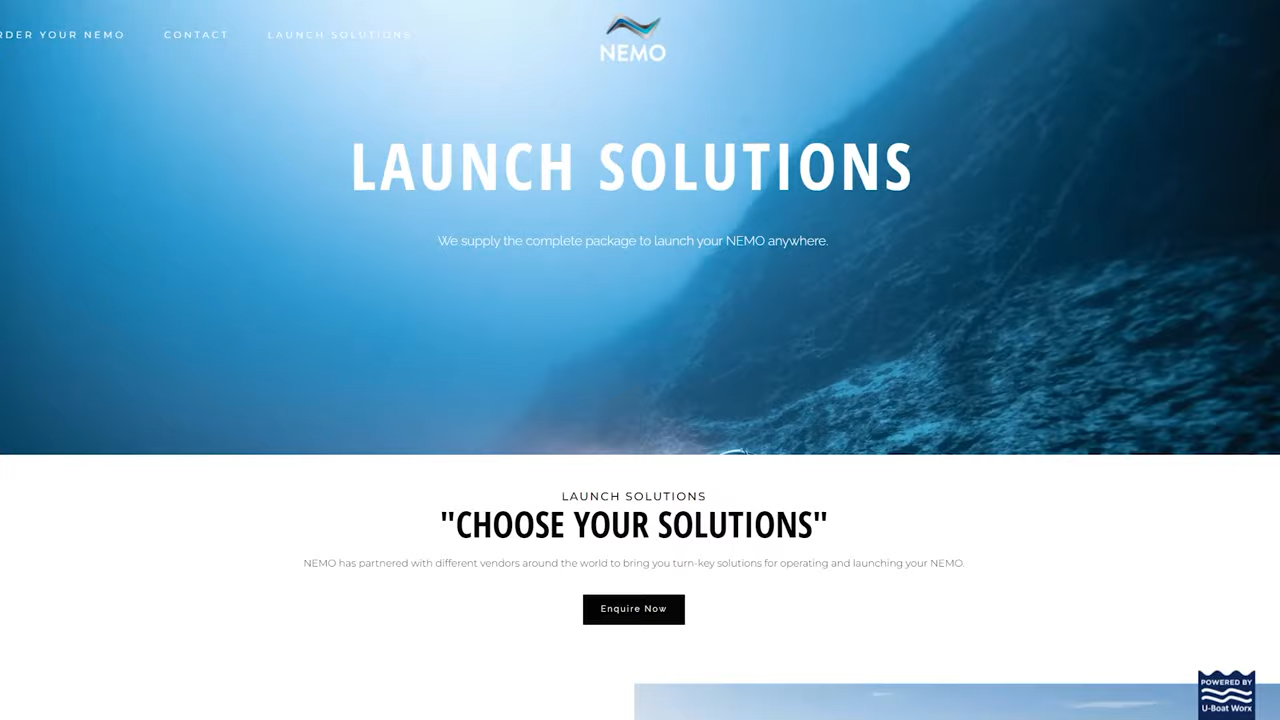 RDER YOUR NEMO CONTACT LAUNCH SOLUTIONS
NEMO
LAUNCH SOLUTIONS
We supply the complete package to launch your NEMO anywhere.
LAUNCH SOLUTIONS
"CHOOSE YOUR SOLUTIONS"
NEMO has partnered with different vendors around the world to bring you turn-key solutions for operating and launching your NEMO.
Enquire Now
POWERED BY
U-Boat Worx